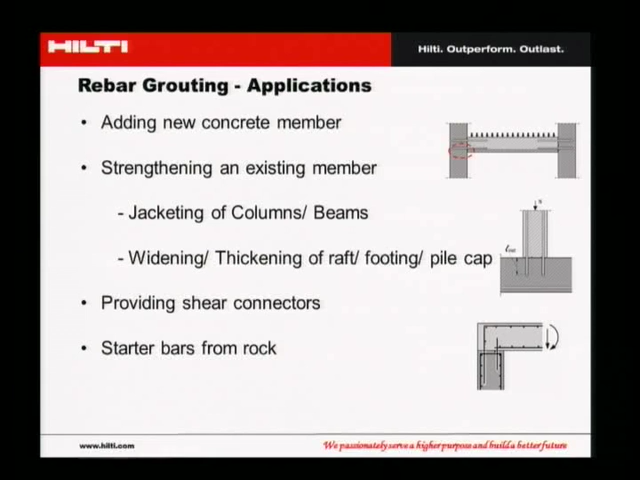 HILTI
Hilti. Outperform. Outlast.
Rebar Grouting - Applications
• Adding new concrete member
• Strengthening an existing member
- Jacketing of Columns/ Beams
- Widening/ Thickening of raft/ footing/ pile cap
• Providing shear connectors
• Starter bars from rock
www.hilti.com
We passionately serve a higher purpose and build a better future